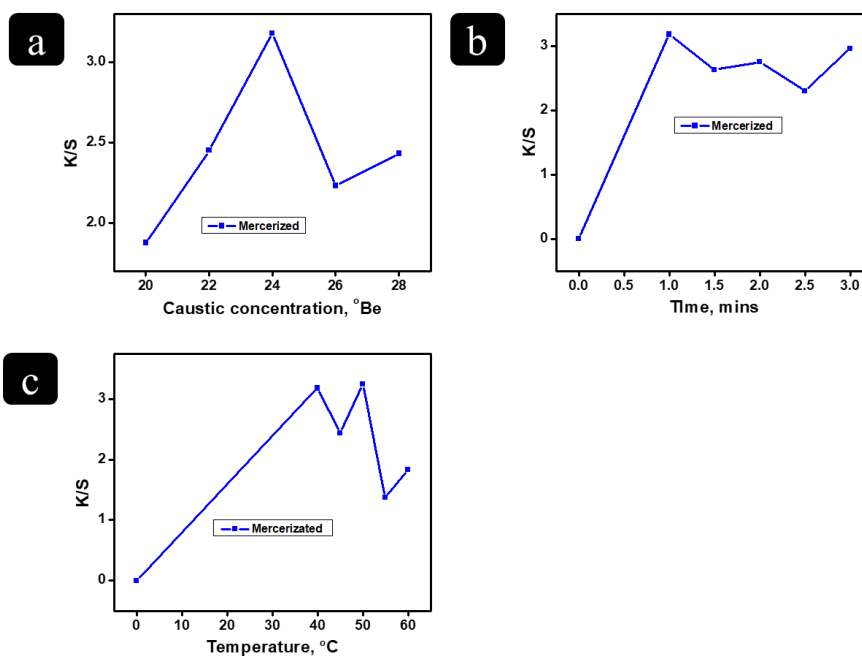 a
3.0
2.5
2.0
K/S
Mercerized
20 22 24 26 28
Caustic concentration, °Be
b
3
2
1
0
K/S
Mercerized
0.0 0.5 1.0 1.5 2.0 2.5 3.0
TIme, mins
c
3
2
1
0
K/S
Mercerizated
0 10 20 30 40 50 60
Temperature, °C